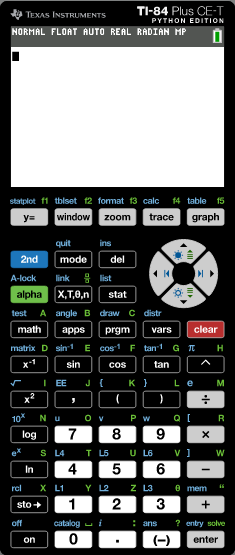 TEXAS INSTRUMENTS TI-84 Plus CE-T
PYTHON EDITION
NORMAL FLOAT AUTO REAL RADIAN MP
statplot f1 tblset f2 format f3 calc f4 table f5
y= window zoom trace graph
quit ins
2nd mode del
A-lock link list
alpha X,T,θ,n stat
test A angle B draw C distr
math apps prgm vars clear
matrix D sin⁻¹ E cos⁻¹ F tan⁻¹ G π H
x⁻¹ sin cos tan ^
√ I EE J { K } L e M
x² , ( ) ÷
10ˣ N u O v P w Q [ R
log 7 8 9 ×
eˣ S L4 T L5 U L6 V ] W
ln 4 5 6 −
rcl X L1 Y L2 Z L3 θ mem "
sto→ 1 2 3 +
off catalog ⎵ i : ans ? entry solve
on 0 . (−) enter